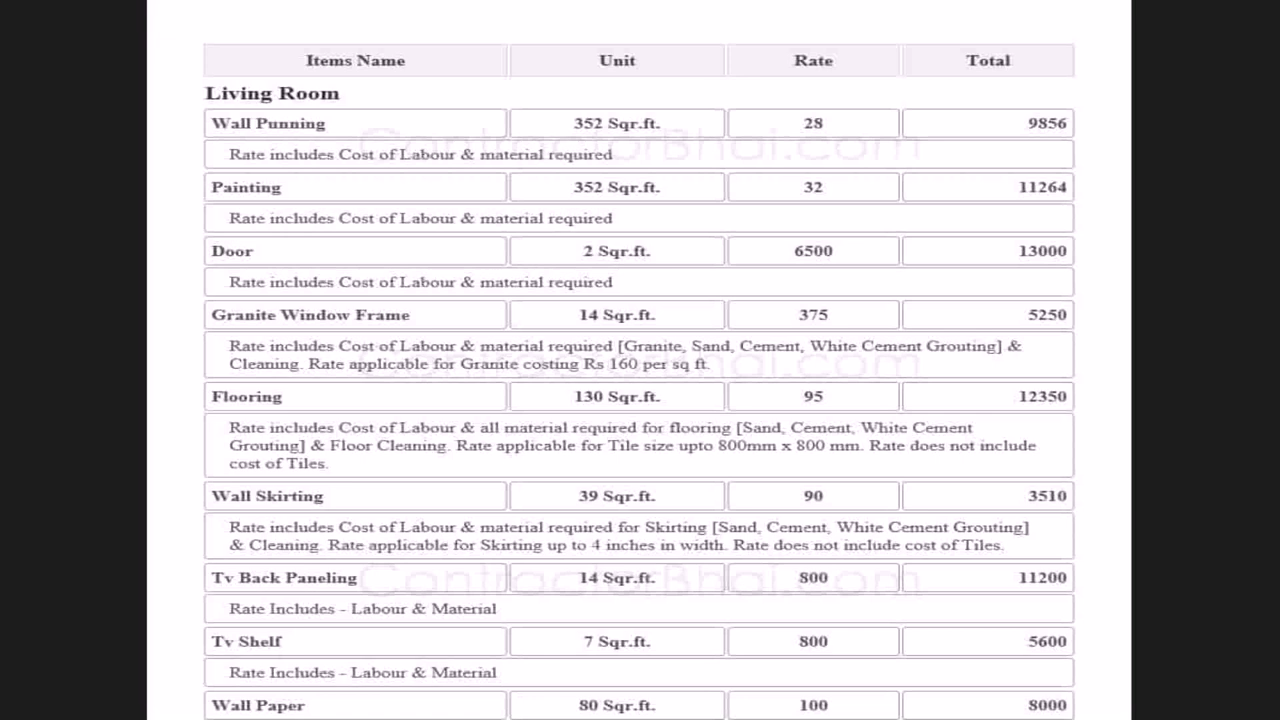 Items Name Unit Rate Total
Living Room
Wall Punning 352 Sqr.ft. 28 9856
ContractorBhai.com
Rate includes Cost of Labour & material required
Painting 352 Sqr.ft. 32 11264
Rate includes Cost of Labour & material required
Door 2 Sqr.ft. 6500 13000
Rate includes Cost of Labour & material required
Granite Window Frame 14 Sqr.ft. 375 5250
Rate includes Cost of Labour & material required [Granite, Sand, Cement, White Cement Grouting] &
Cleaning. Rate applicable for Granite costing Rs 160 per sq ft.
ContractorBhai.com
Flooring 130 Sqr.ft. 95 12350
Rate includes Cost of Labour & all material required for flooring [Sand, Cement, White Cement
Grouting] & Floor Cleaning. Rate applicable for Tile size upto 800mm x 800 mm. Rate does not include
cost of Tiles.
Wall Skirting 39 Sqr.ft. 90 3510
Rate includes Cost of Labour & material required for Skirting [Sand, Cement, White Cement Grouting]
& Cleaning. Rate applicable for Skirting up to 4 inches in width. Rate does not include cost of Tiles.
Tv Back Paneling 14 Sqr.ft. 800 11200
ContractorBhai.com
Rate Includes - Labour & Material
Tv Shelf 7 Sqr.ft. 800 5600
Rate Includes - Labour & Material
Wall Paper 80 Sqr.ft. 100 8000